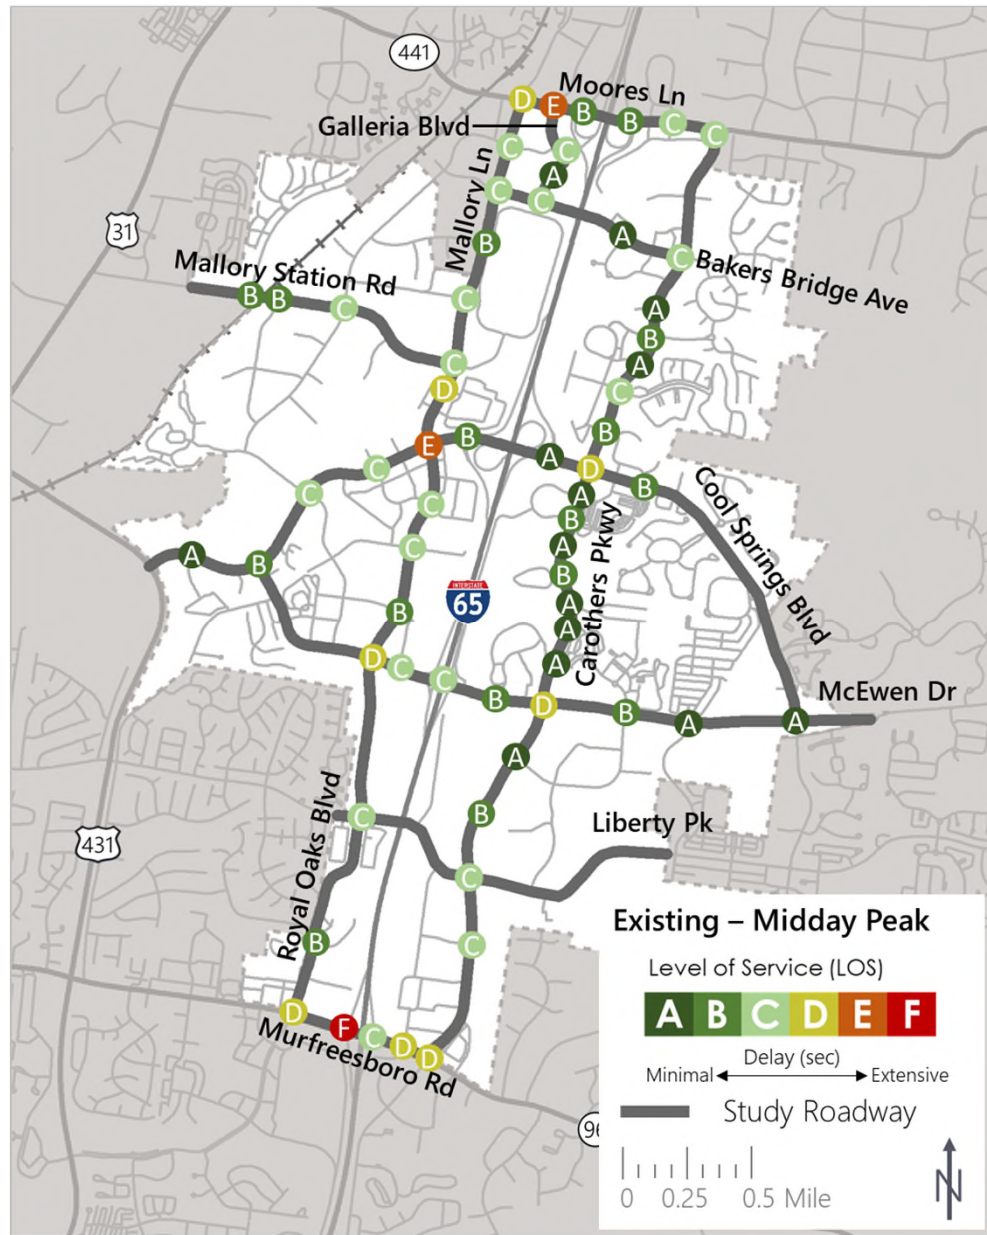 441
Moores Ln
D E B B C C
Galleria Blvd
C C
A
Mallory Ln
C C
31
B
A
C
Bakers Bridge Ave
Mallory Station Rd
B B C
C
A
B
C
A
D
C
E B
B
A
D
C
C
B
Cool Springs Blvd
A
C
B
C
A
A B
B
INTERSTATE
65
A
B
A
Carothers Pkwy
D C
A
C
B
D
B
A
A
McEwen Dr
A
Royal Oaks Blvd
C
B
Liberty Pk
431
C
B
C
D
F
C
D
D
Murfreesboro Rd
96
Existing – Midday Peak
Level of Service (LOS)
A B C D E F
Delay (sec)
Minimal Extensive
Study Roadway
0 0.25 0.5 Mile
N